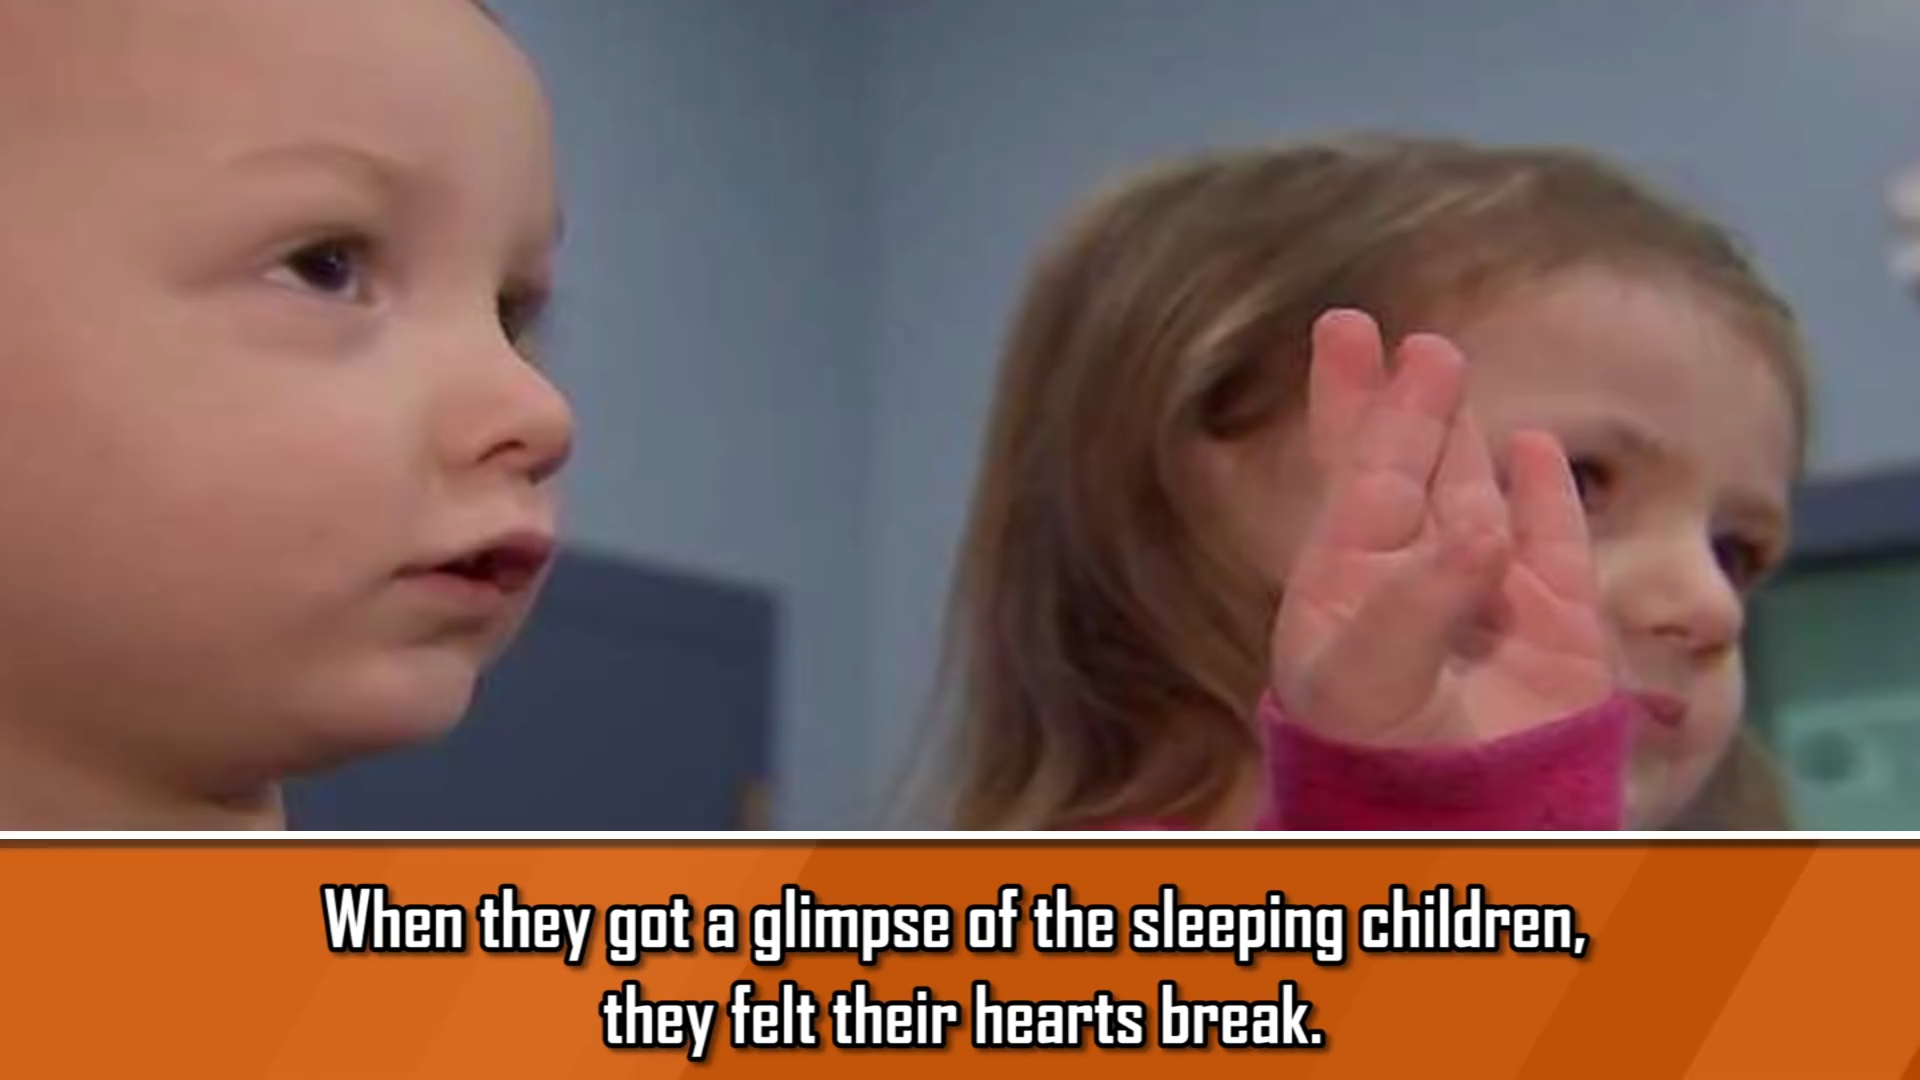 When they got a glimpse of the sleeping children,
they felt their hearts break.